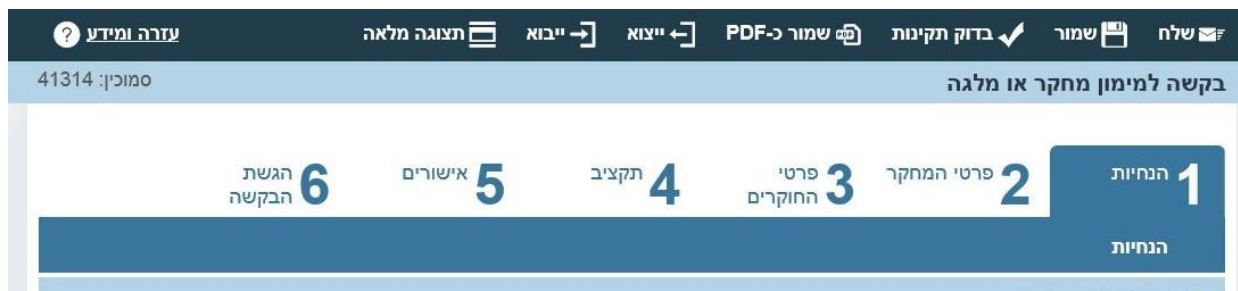 שלח שמור בדוק תקינות שמור כ-PDF ייצוא ייבוא תצוגה מלאה עזרה ומידע ?
בקשה למימון מחקר או מלגה סמוכין: 41314
1 הנחיות
2 פרטי המחקר
3 פרטי
החוקרים
4 תקציב
5 אישורים
6 הגשת
הבקשה
הנחיות